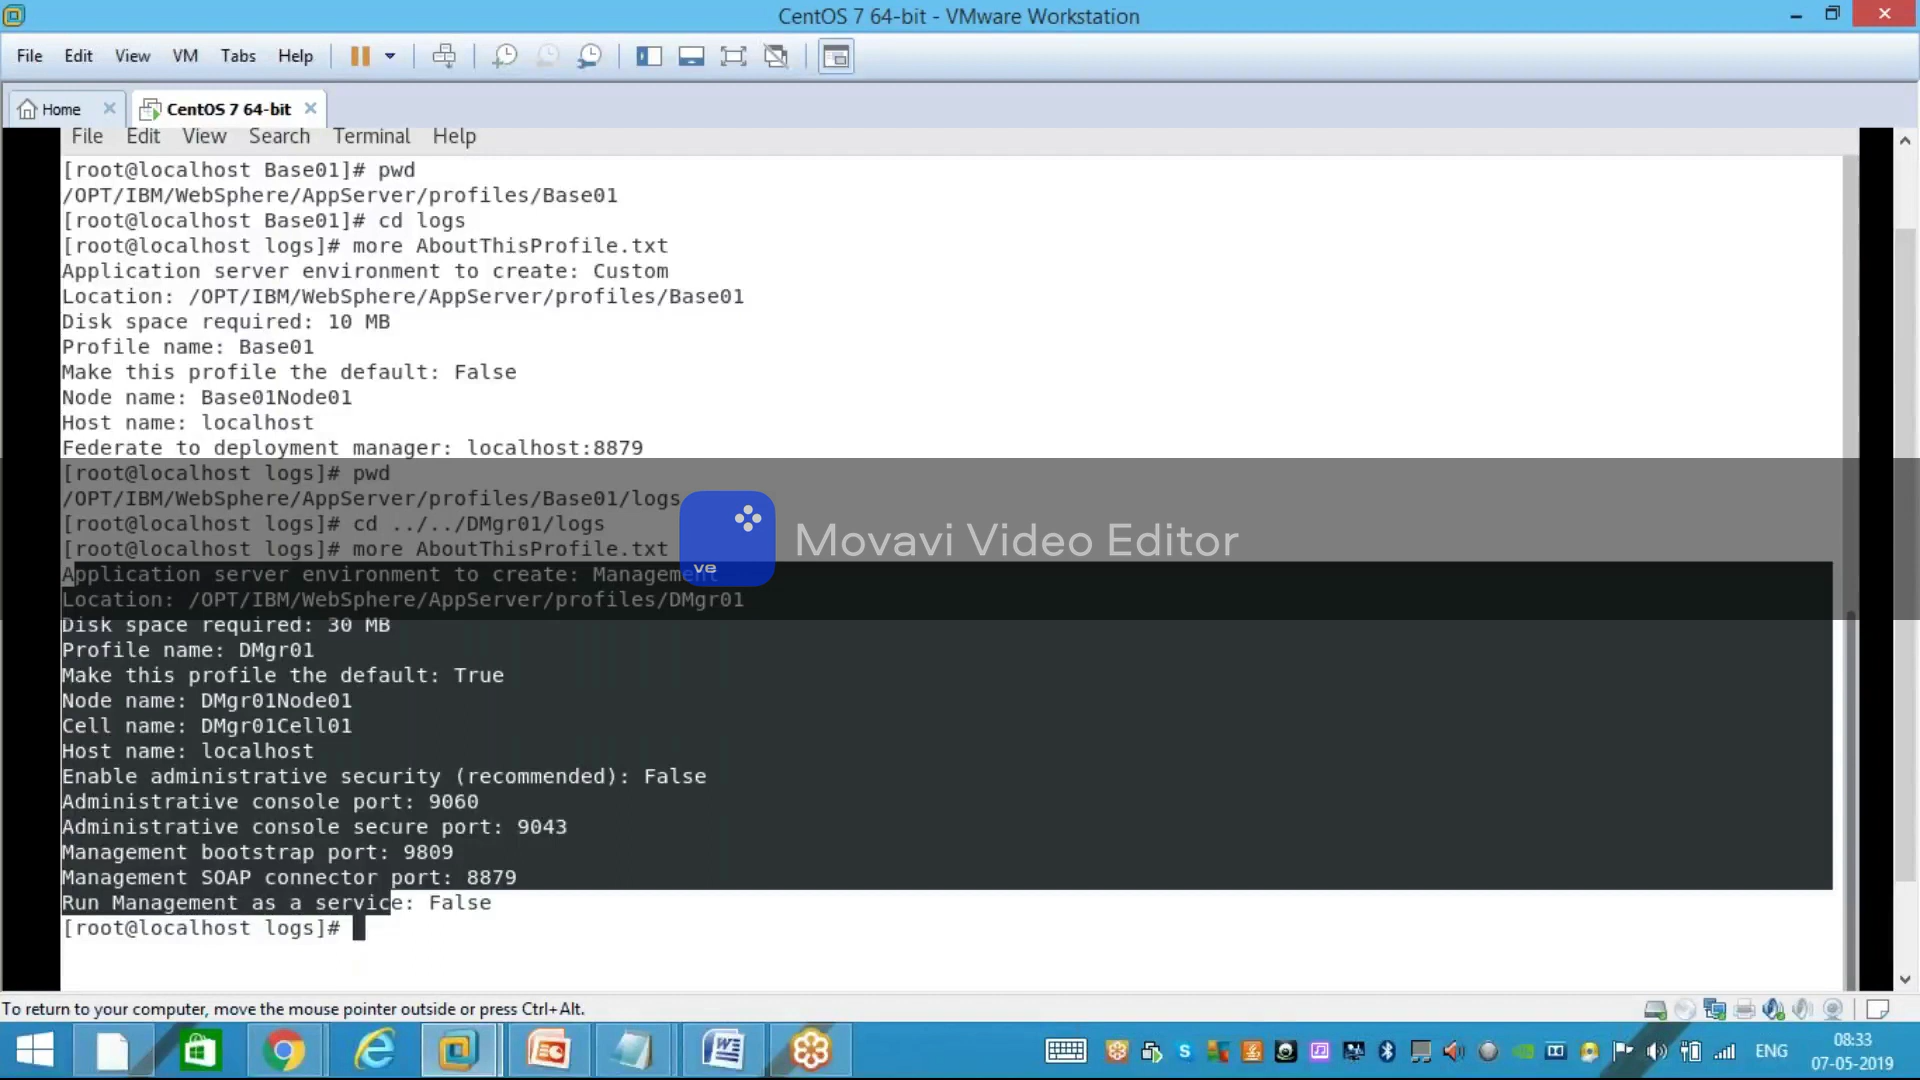 CentOS 7 64-bit - VMware Workstation
File Edit View VM Tabs Help
Home CentOS 7 64-bit
File Edit View Search Terminal Help
[root@localhost Base01]# pwd
/OPT/IBM/WebSphere/AppServer/profiles/Base01
[root@localhost Base01]# cd logs
[root@localhost logs]# more AboutThisProfile.txt
Application server environment to create: Custom
Location: /OPT/IBM/WebSphere/AppServer/profiles/Base01
Disk space required: 10 MB
Profile name: Base01
Make this profile the default: False
Node name: Base01Node01
Host name: localhost
Federate to deployment manager: localhost:8879
[root@localhost logs]# pwd
/OPT/IBM/WebSphere/AppServer/profiles/Base01/logs
[root@localhost logs]# cd ../../DMgr01/logs
[root@localhost logs]# more AboutThisProfile.txt
ve Movavi Video Editor
Application server environment to create: Management
Location: /OPT/IBM/WebSphere/AppServer/profiles/DMgr01
Disk space required: 30 MB
Profile name: DMgr01
Make this profile the default: True
Node name: DMgr01Node01
Cell name: DMgr01Cell01
Host name: localhost
Enable administrative security (recommended): False
Administrative console port: 9060
Administrative console secure port: 9043
Management bootstrap port: 9809
Management SOAP connector port: 8879
Run Management as a service: False
[root@localhost logs]#
To return to your computer, move the mouse pointer outside or press Ctrl+Alt.
ENG
08:33
07-05-2019